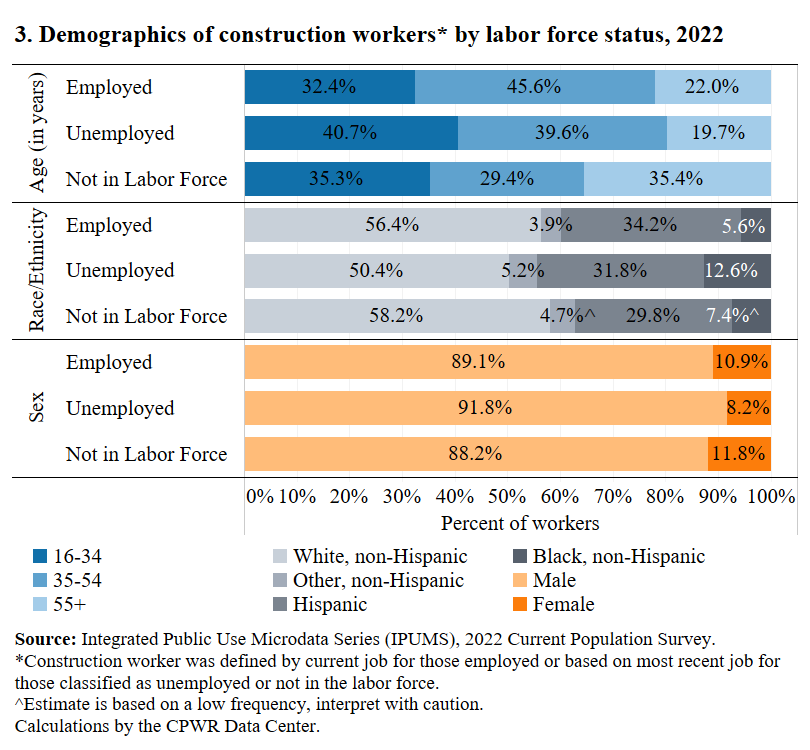 3. Demographics of construction workers* by labor force status, 2022
Age (in years)
Employed 32.4% 45.6% 22.0%
Unemployed 40.7% 39.6% 19.7%
Not in Labor Force 35.3% 29.4% 35.4%
Race/Ethnicity
Employed 56.4% 3.9% 34.2% 5.6%
Unemployed 50.4% 5.2% 31.8% 12.6%
Not in Labor Force 58.2% 4.7%^ 29.8% 7.4%^
Sex
Employed 89.1% 10.9%
Unemployed 91.8% 8.2%
Not in Labor Force 88.2% 11.8%
0% 10% 20% 30% 40% 50% 60% 70% 80% 90% 100%
Percent of workers
16-34 White, non-Hispanic Black, non-Hispanic
35-54 Other, non-Hispanic Male
55+ Hispanic Female
Source: Integrated Public Use Microdata Series (IPUMS), 2022 Current Population Survey.
*Construction worker was defined by current job for those employed or based on most recent job for
those classified as unemployed or not in the labor force.
^Estimate is based on a low frequency, interpret with caution.
Calculations by the CPWR Data Center.